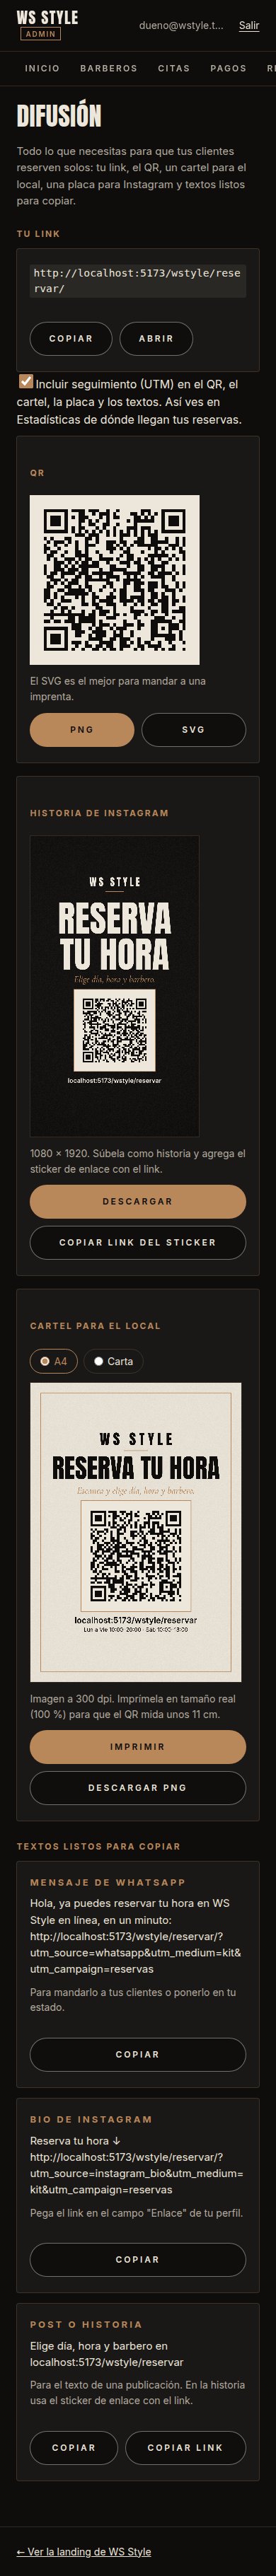 WS STYLE
ADMIN
dueno@wstyle.t...
Salir
INICIO BARBEROS CITAS PAGOS
DIFUSIÓN
Todo lo que necesitas para que tus clientes
reserven solos: tu link, el QR, un cartel para el
local, una placa para Instagram y textos listos
para copiar.
TU LINK
http://localhost:5173/wstyle/rese
rvar/
COPIAR
ABRIR
Incluir seguimiento (UTM) en el QR, el
cartel, la placa y los textos. Así ves en
Estadísticas de dónde llegan tus reservas.
QR
El SVG es el mejor para mandar a una
imprenta.
PNG
SVG
HISTORIA DE INSTAGRAM
WS STYLE
RESERVA
TU HORA
Elige día, hora y barbero.
localhost:5173/wstyle/reservar
1080 × 1920. Súbela como historia y agrega el
sticker de enlace con el link.
DESCARGAR
COPIAR LINK DEL STICKER
CARTEL PARA EL LOCAL
A4
Carta
WS STYLE
RESERVA TU HORA
Escanea y elige día, hora y barbero.
localhost:5173/wstyle/reservar
Lun a Vie 10:00–20:00 · Sáb 10:00–18:00
Imagen a 300 dpi. Imprímela en tamaño real
(100 %) para que el QR mida unos 11 cm.
IMPRIMIR
DESCARGAR PNG
TEXTOS LISTOS PARA COPIAR
MENSAJE DE WHATSAPP
Hola, ya puedes reservar tu hora en WS
Style en línea, en un minuto:
http://localhost:5173/wstyle/reservar/?
utm_source=whatsapp&utm_medium=kit&
utm_campaign=reservas
Para mandarlo a tus clientes o ponerlo en tu
estado.
COPIAR
BIO DE INSTAGRAM
Reserva tu hora ↓
http://localhost:5173/wstyle/reservar/?
utm_source=instagram_bio&utm_medium=
kit&utm_campaign=reservas
Pega el link en el campo "Enlace" de tu perfil.
COPIAR
POST O HISTORIA
Elige día, hora y barbero en
localhost:5173/wstyle/reservar
Para el texto de una publicación. En la historia
usa el sticker de enlace con el link.
COPIAR
COPIAR LINK
← Ver la landing de WS Style